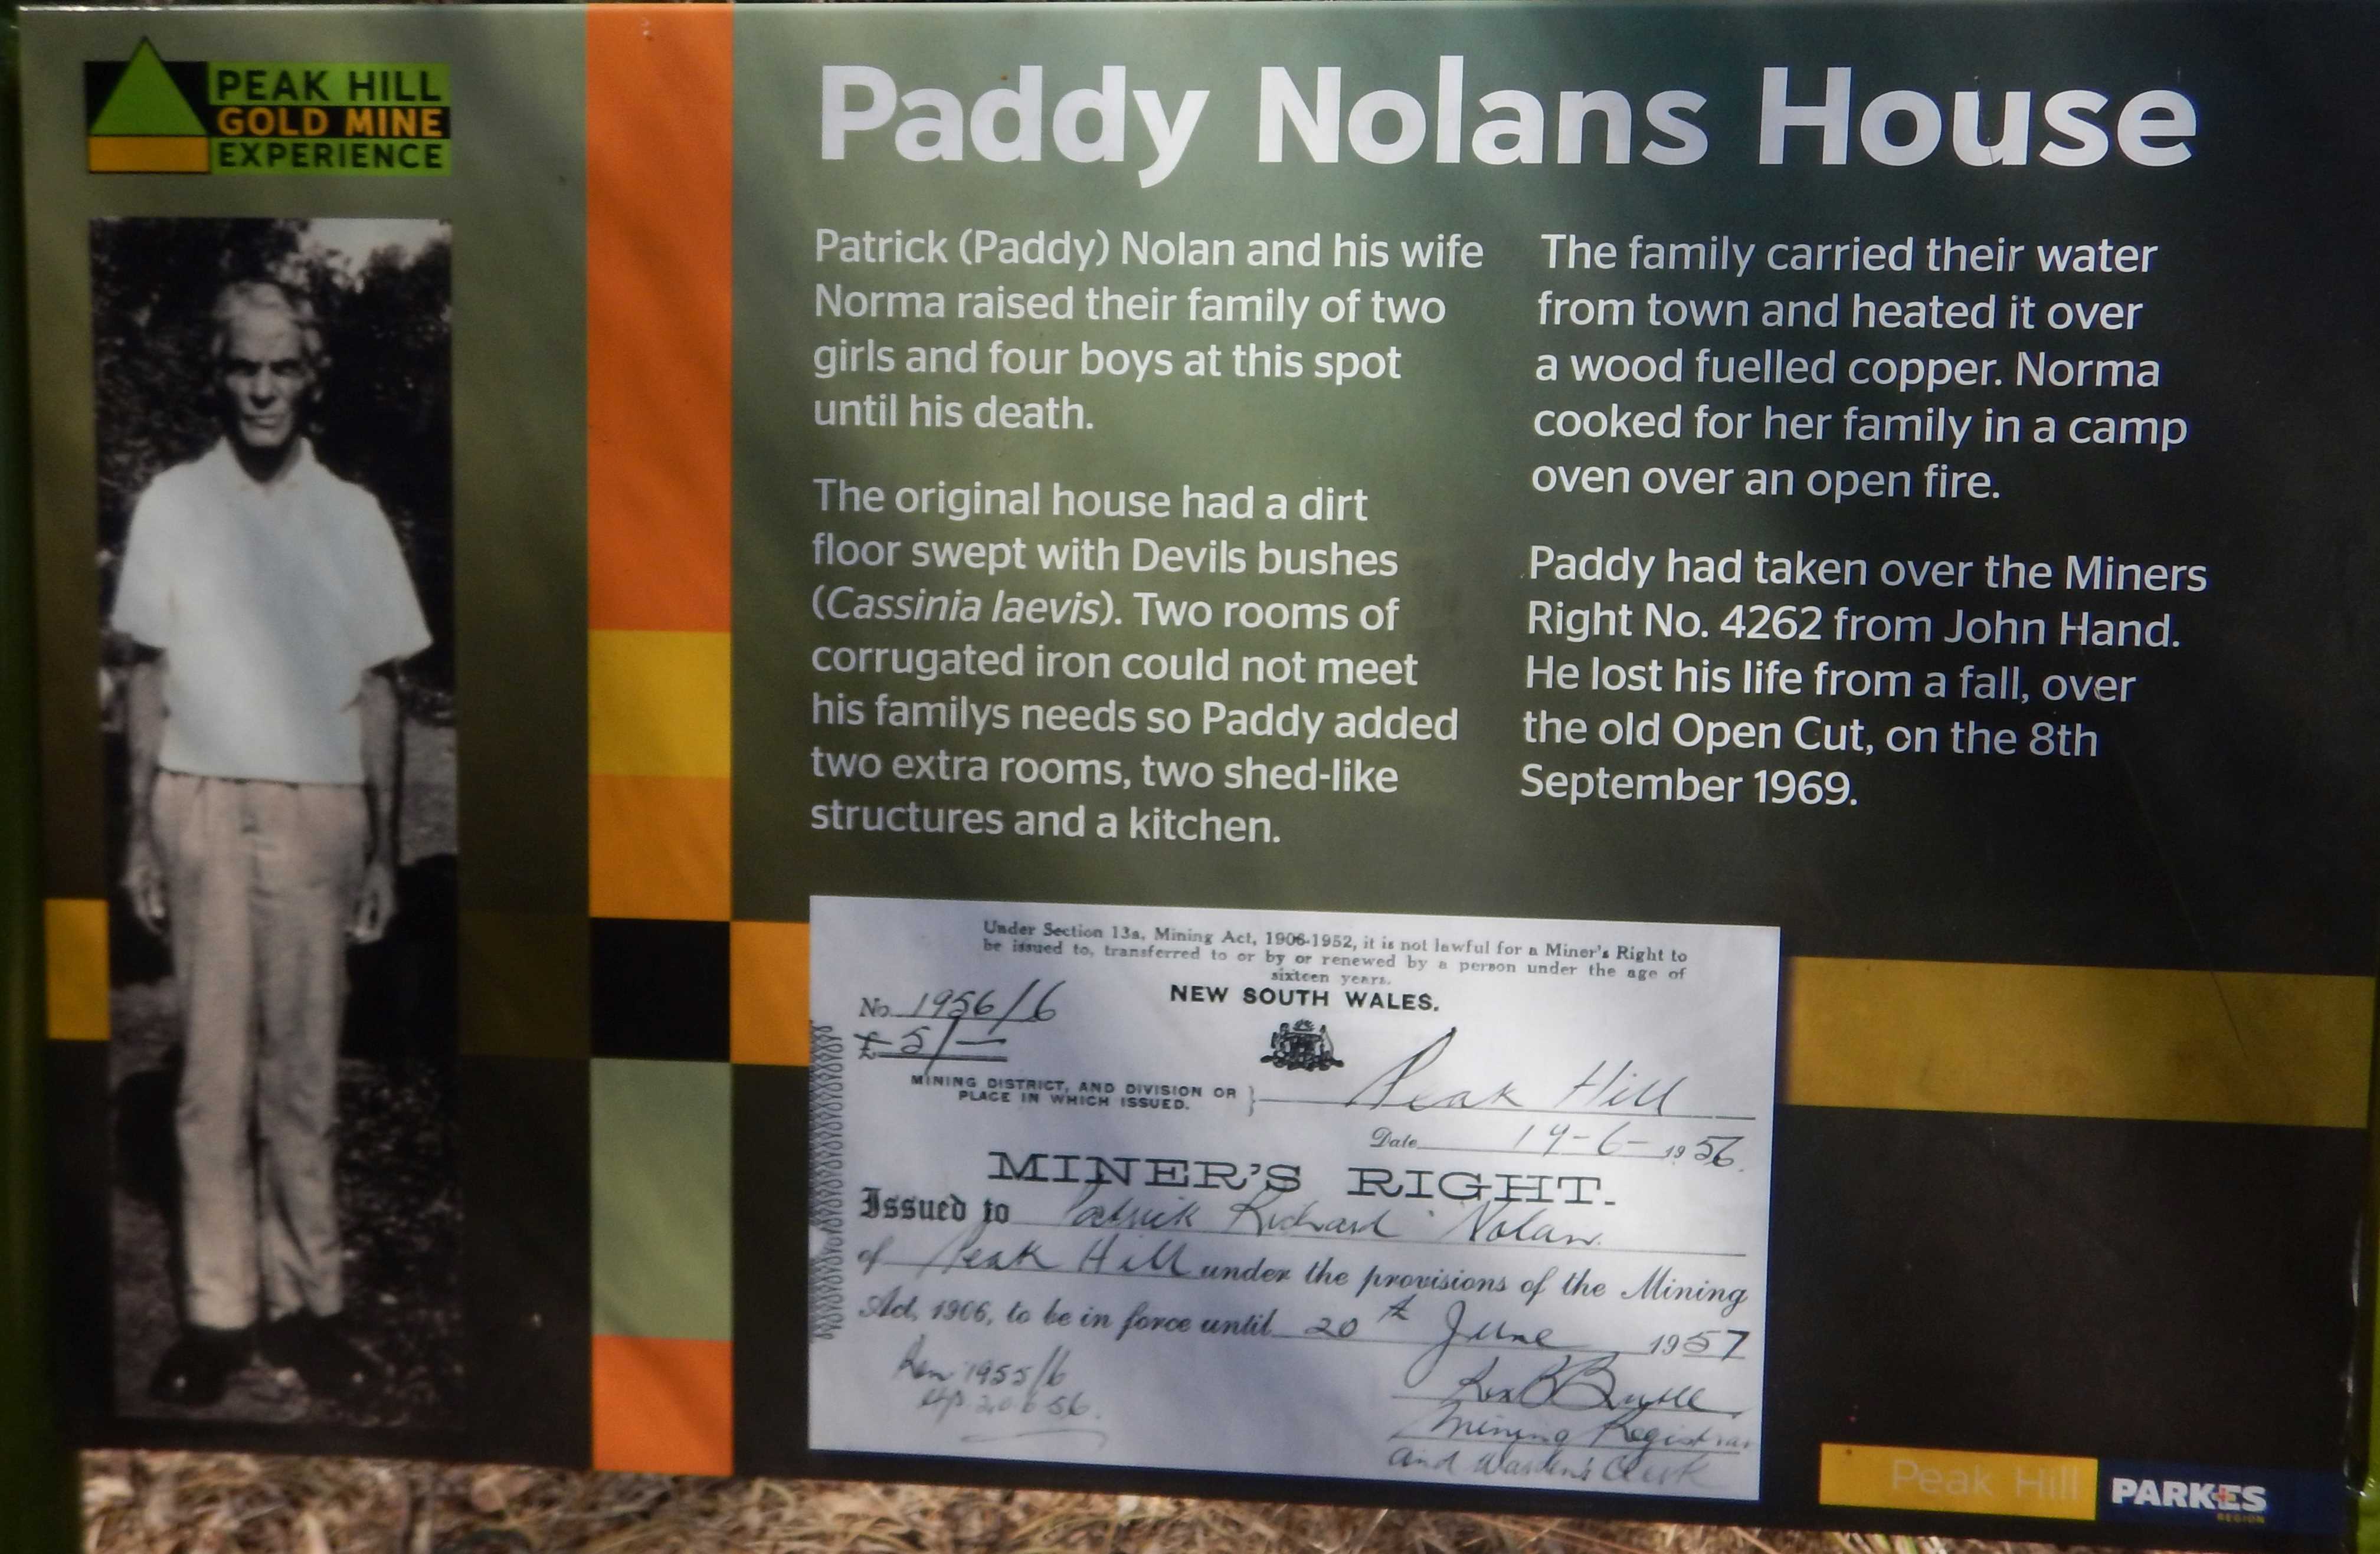 PEAK HILL
GOLD MINE
EXPERIENCE
Paddy Nolans House
Patrick (Paddy) Nolan and his wife
Norma raised their family of two
girls and four boys at this spot
until his death.
The original house had a dirt
floor swept with Devils bushes
(Cassinia laevis). Two rooms of
corrugated iron could not meet
his familys needs so Paddy added
two extra rooms, two shed-like
structures and a kitchen.
The family carried their water
from town and heated it over
a wood fuelled copper. Norma
cooked for her family in a camp
oven over an open fire.
Paddy had taken over the Miners
Right No. 4262 from John Hand.
He lost his life from a fall, over
the old Open Cut, on the 8th
September 1969.
Under Section 13a, Mining Act, 1906-1952, it is not lawful for a Miner's Right to
be issued to, transferred to or by or renewed by a person under the age of
sixteen years.
NEW SOUTH WALES.
No. 1956/6
£ 5/-
MINING DISTRICT, AND DIVISION OR
PLACE IN WHICH ISSUED. } Peak Hill
Date 19-6-1956.
MINER'S RIGHT.
Issued to Patrick Richard Nolan.
of Peak Hill under the provisions of the Mining
Act, 1906, to be in force until 20th June 1957
Ren 1955/6
20 6 56.
Mining Registrar
and Warden's Clerk
Peak Hill
PARKES
REGION